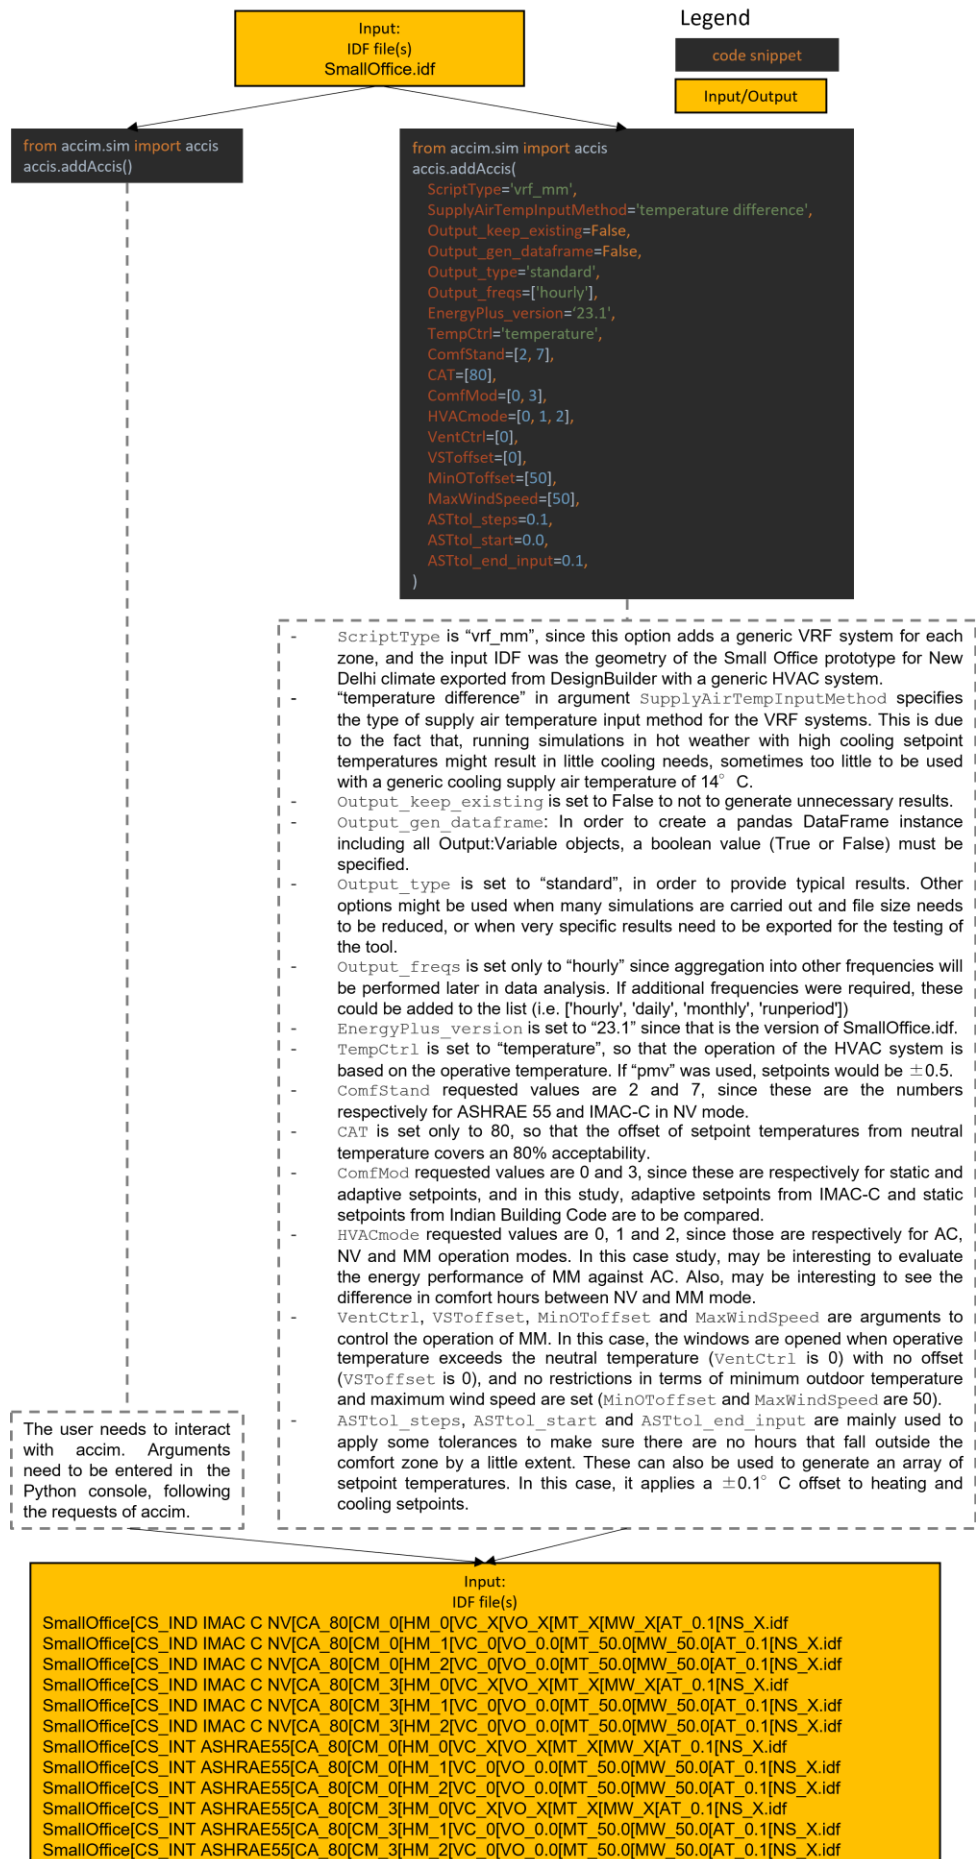 Legend
Input:
IDF file(s)
SmallOffice.idf
code snippet
Input/Output
from accim.sim import accis
accis.addAccis()
from accim.sim import accis
accis.addAccis(
ScriptType='vrf_mm',
SupplyAirTempInputMethod='temperature difference',
Output_keep_existing=False,
Output_gen_dataframe=False,
Output_type='standard',
Output_freqs=['hourly'],
EnergyPlus_version='23.1',
TempCtrl='temperature',
ComfStand=[2, 7],
CAT=[80],
ComfMod=[0, 3],
HVACmode=[0, 1, 2],
VentCtrl=[0],
VSToffset=[0],
MinOToffset=[50],
MaxWindSpeed=[50],
ASTtol_steps=0.1,
ASTtol_start=0.0,
ASTtol_end_input=0.1,
)
- ScriptType is “vrf_mm”, since this option adds a generic VRF system for each
zone, and the input IDF was the geometry of the Small Office prototype for New
Delhi climate exported from DesignBuilder with a generic HVAC system.
- “temperature difference” in argument SupplyAirTempInputMethod specifies
the type of supply air temperature input method for the VRF systems. This is due
to the fact that, running simulations in hot weather with high cooling setpoint
temperatures might result in little cooling needs, sometimes too little to be used
with a generic cooling supply air temperature of 14° C.
- Output_keep_existing is set to False to not to generate unnecessary results.
- Output_gen_dataframe: In order to create a pandas DataFrame instance
including all Output:Variable objects, a boolean value (True or False) must be
specified.
- Output_type is set to “standard”, in order to provide typical results. Other
options might be used when many simulations are carried out and file size needs
to be reduced, or when very specific results need to be exported for the testing of
the tool.
- Output_freqs is set only to “hourly” since aggregation into other frequencies will
be performed later in data analysis. If additional frequencies were required, these
could be added to the list (i.e. ['hourly', 'daily', 'monthly', 'runperiod'])
- EnergyPlus_version is set to “23.1” since that is the version of SmallOffice.idf.
- TempCtrl is set to “temperature”, so that the operation of the HVAC system is
based on the operative temperature. If “pmv” was used, setpoints would be ±0.5.
- ComfStand requested values are 2 and 7, since these are the numbers
respectively for ASHRAE 55 and IMAC-C in NV mode.
- CAT is set only to 80, so that the offset of setpoint temperatures from neutral
temperature covers an 80% acceptability.
- ComfMod requested values are 0 and 3, since these are respectively for static and
adaptive setpoints, and in this study, adaptive setpoints from IMAC-C and static
setpoints from Indian Building Code are to be compared.
- HVACmode requested values are 0, 1 and 2, since those are respectively for AC,
NV and MM operation modes. In this case study, may be interesting to evaluate
the energy performance of MM against AC. Also, may be interesting to see the
difference in comfort hours between NV and MM mode.
- VentCtrl, VSToffset, MinOToffset and MaxWindSpeed are arguments to
control the operation of MM. In this case, the windows are opened when operative
temperature exceeds the neutral temperature (VentCtrl is 0) with no offset
(VSToffset is 0), and no restrictions in terms of minimum outdoor temperature
and maximum wind speed are set (MinOToffset and MaxWindSpeed are 50).
- ASTtol_steps, ASTtol_start and ASTtol_end_input are mainly used to
apply some tolerances to make sure there are no hours that fall outside the
comfort zone by a little extent. These can also be used to generate an array of
setpoint temperatures. In this case, it applies a ±0.1° C offset to heating and
cooling setpoints.
The user needs to interact
with accim. Arguments
need to be entered in the
Python console, following
the requests of accim.
Input:
IDF file(s)
SmallOffice[CS_IND IMAC C NV[CA_80[CM_0[HM_0[VC_X[VO_X[MT_X[MW_X[AT_0.1[NS_X.idf
SmallOffice[CS_IND IMAC C NV[CA_80[CM_0[HM_1[VC_0[VO_0.0[MT_50.0[MW_50.0[AT_0.1[NS_X.idf
SmallOffice[CS_IND IMAC C NV[CA_80[CM_0[HM_2[VC_0[VO_0.0[MT_50.0[MW_50.0[AT_0.1[NS_X.idf
SmallOffice[CS_IND IMAC C NV[CA_80[CM_3[HM_0[VC_X[VO_X[MT_X[MW_X[AT_0.1[NS_X.idf
SmallOffice[CS_IND IMAC C NV[CA_80[CM_3[HM_1[VC_0[VO_0.0[MT_50.0[MW_50.0[AT_0.1[NS_X.idf
SmallOffice[CS_IND IMAC C NV[CA_80[CM_3[HM_2[VC_0[VO_0.0[MT_50.0[MW_50.0[AT_0.1[NS_X.idf
SmallOffice[CS_INT ASHRAE55[CA_80[CM_0[HM_0[VC_X[VO_X[MT_X[MW_X[AT_0.1[NS_X.idf
SmallOffice[CS_INT ASHRAE55[CA_80[CM_0[HM_1[VC_0[VO_0.0[MT_50.0[MW_50.0[AT_0.1[NS_X.idf
SmallOffice[CS_INT ASHRAE55[CA_80[CM_0[HM_2[VC_0[VO_0.0[MT_50.0[MW_50.0[AT_0.1[NS_X.idf
SmallOffice[CS_INT ASHRAE55[CA_80[CM_3[HM_0[VC_X[VO_X[MT_X[MW_X[AT_0.1[NS_X.idf
SmallOffice[CS_INT ASHRAE55[CA_80[CM_3[HM_1[VC_0[VO_0.0[MT_50.0[MW_50.0[AT_0.1[NS_X.idf
SmallOffice[CS_INT ASHRAE55[CA_80[CM_3[HM_2[VC_0[VO_0.0[MT_50.0[MW_50.0[AT_0.1[NS_X.idf